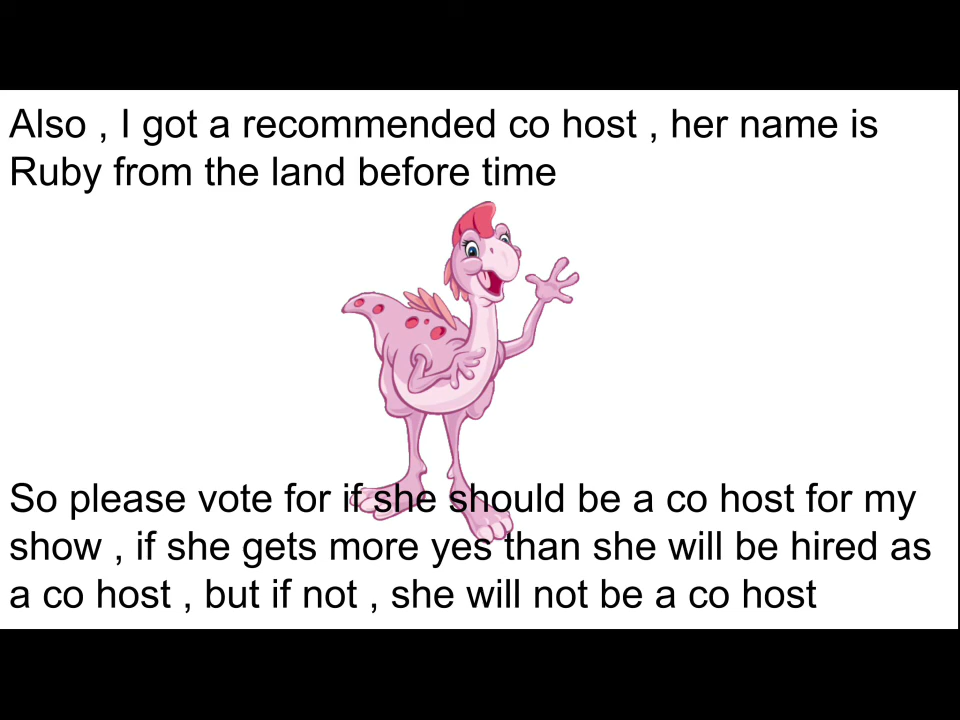 Also , I got a recommended co host , her name is
Ruby from the land before time
So please vote for if she should be a co host for my
show , if she gets more yes than she will be hired as
a co host , but if not , she will not be a co host